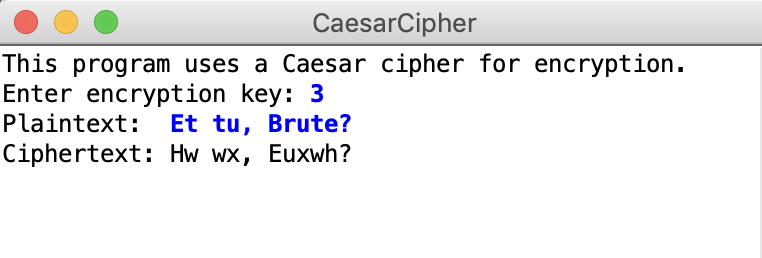 CaesarCipher
This program uses a Caesar cipher for encryption.
Enter encryption key: 3
Plaintext:  Et tu, Brute?
Ciphertext: Hw wx, Euxwh?